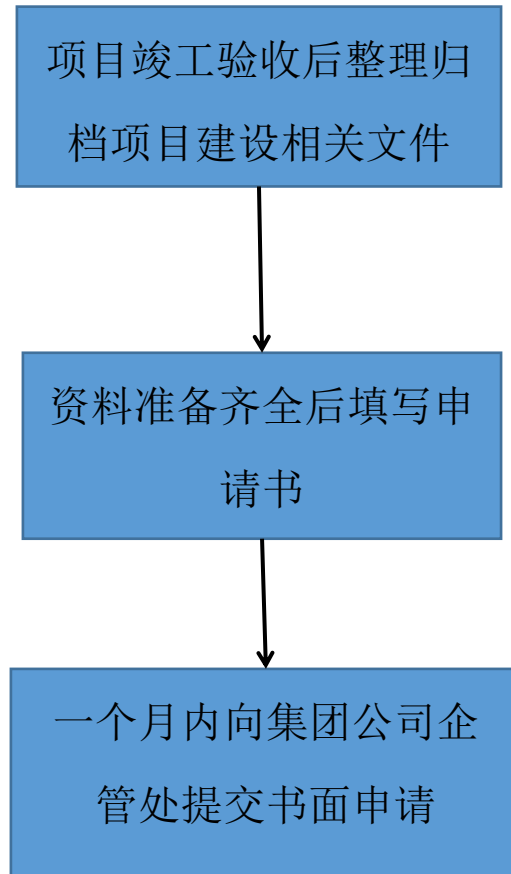 项目竣工验收后整理归
档项目建设相关文件
资料准备齐全后填写申
请书
一个月内向集团公司企
管处提交书面申请